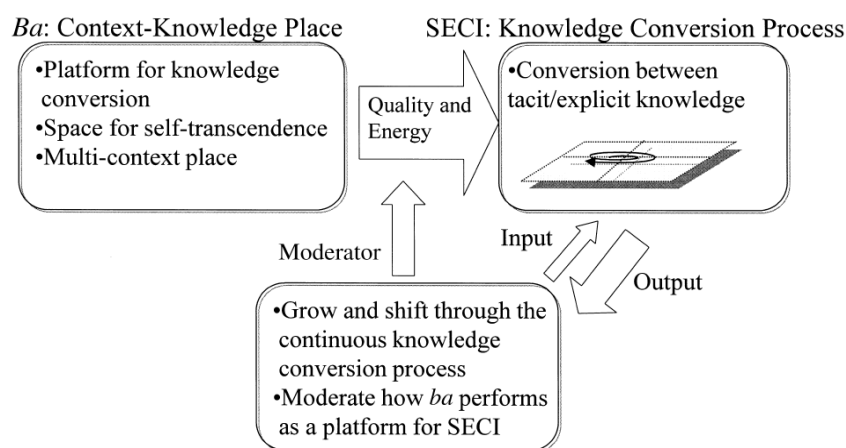 Ba: Context-Knowledge Place
•Platform for knowledge
conversion
•Space for self-transcendence
•Multi-context place
Quality and
Energy
SECI: Knowledge Conversion Process
•Conversion between
tacit/explicit knowledge
Moderator
Input
Output
•Grow and shift through the
continuous knowledge
conversion process
•Moderate how ba performs
as a platform for SECI